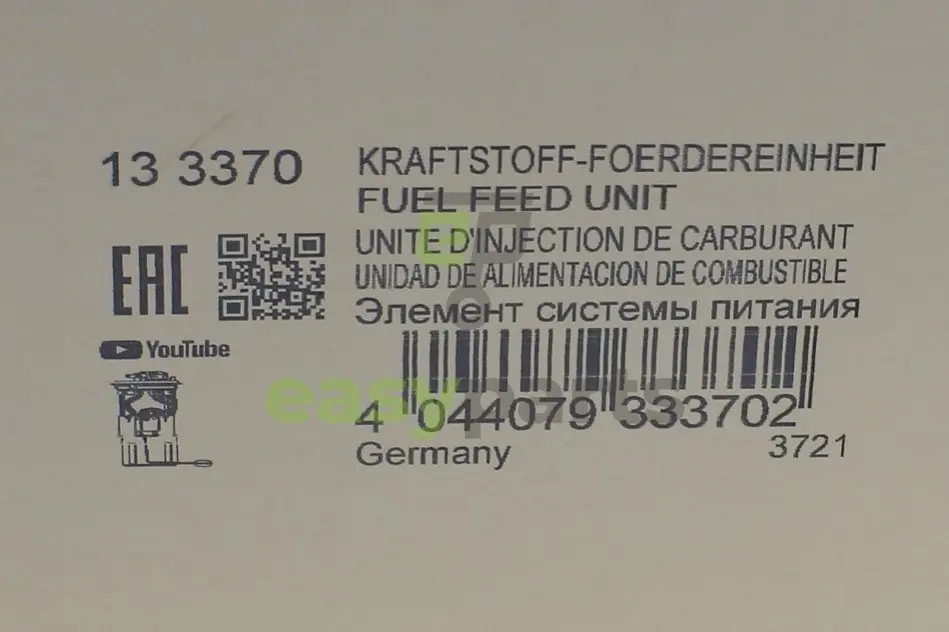 13 3370
KRAFTSTOFF-FOERDEREINHEIT
FUEL FEED UNIT
UNITE D'INJECTION DE CARBURANT
UNIDAD DE ALIMENTACION DE COMBUSTIBLE
Элемент системы питания
EAC
YouTube
easyparts
4 044079 333702
Germany
3721